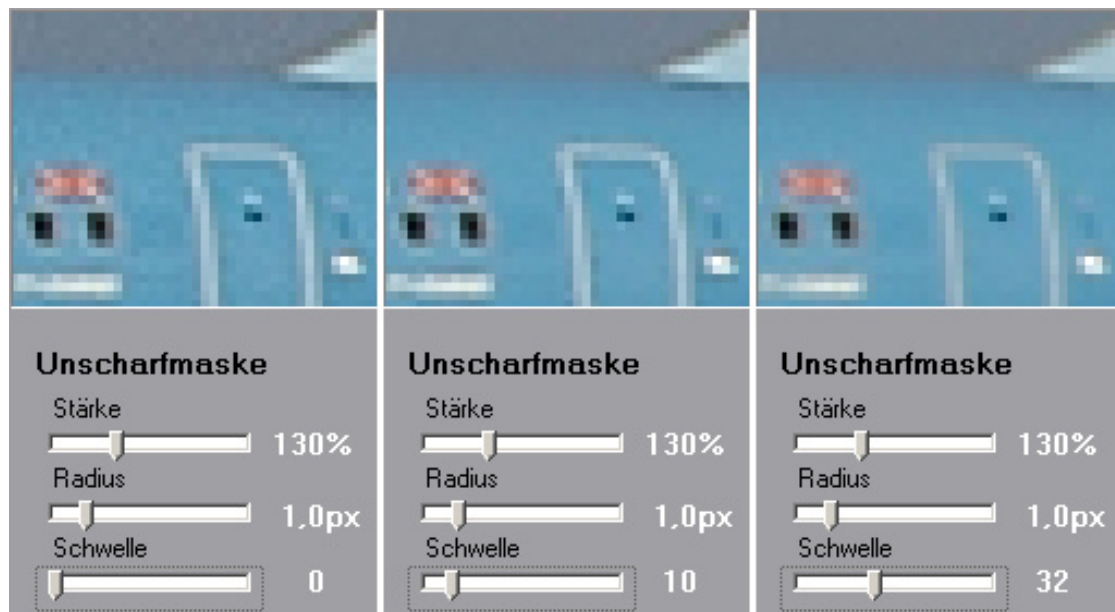 Unscharfmaske
Stärke
130%
Radius
1,0px
Schwelle
0
Unscharfmaske
Stärke
130%
Radius
1,0px
Schwelle
10
Unscharfmaske
Stärke
130%
Radius
1,0px
Schwelle
32